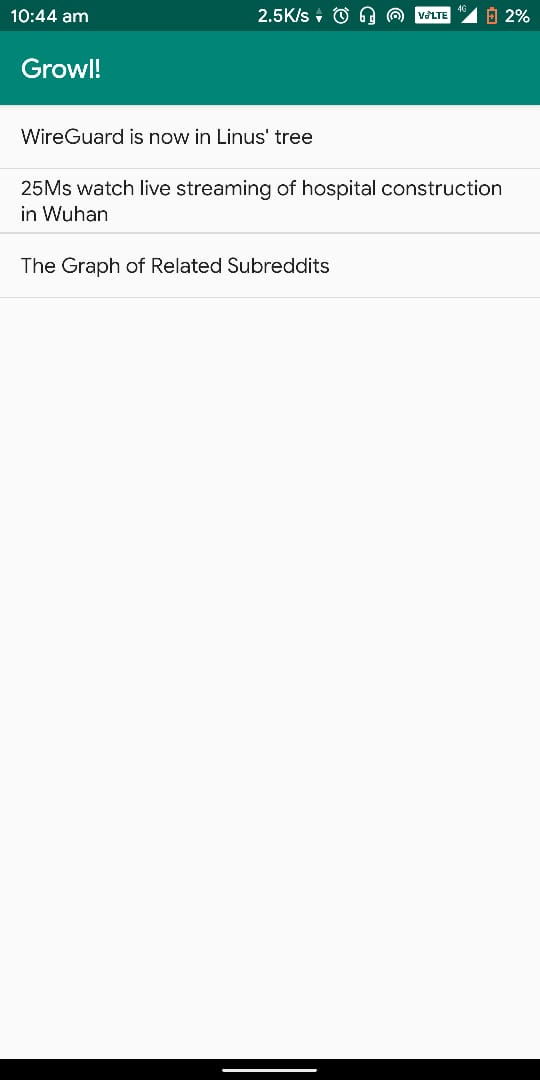 10:44 am 2.5K/s VoLTE 4G 2%
Growl!
WireGuard is now in Linus' tree
25Ms watch live streaming of hospital construction
in Wuhan
The Graph of Related Subreddits